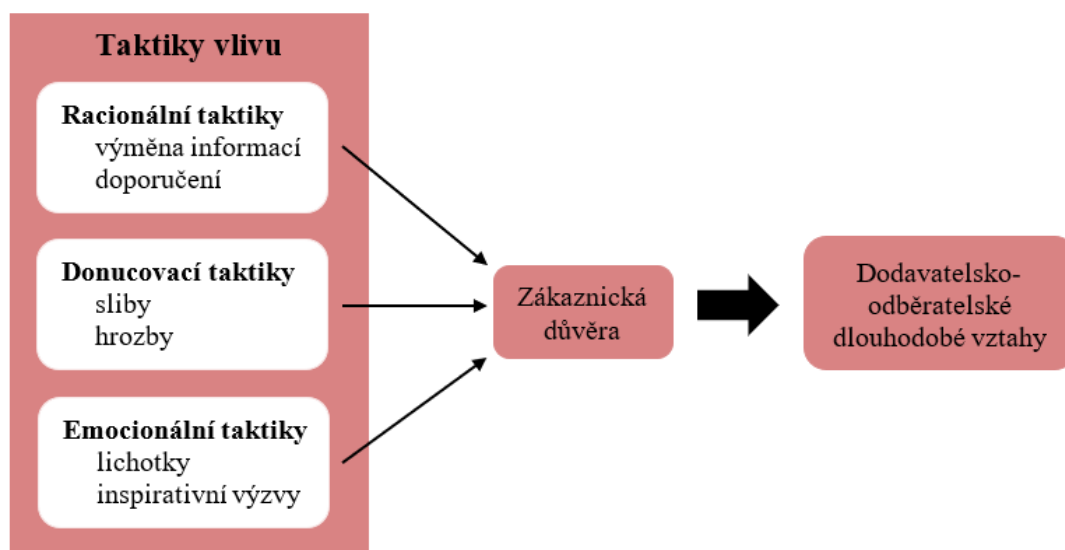 Taktiky vlivu
Racionální taktiky
výměna informací
doporučení
Donucovací taktiky
sliby
hrozby
Emocionální taktiky
lichotky
inspirativní výzvy
Zákaznická
důvěra
Dodavatelsko-
odběratelské
dlouhodobé vztahy